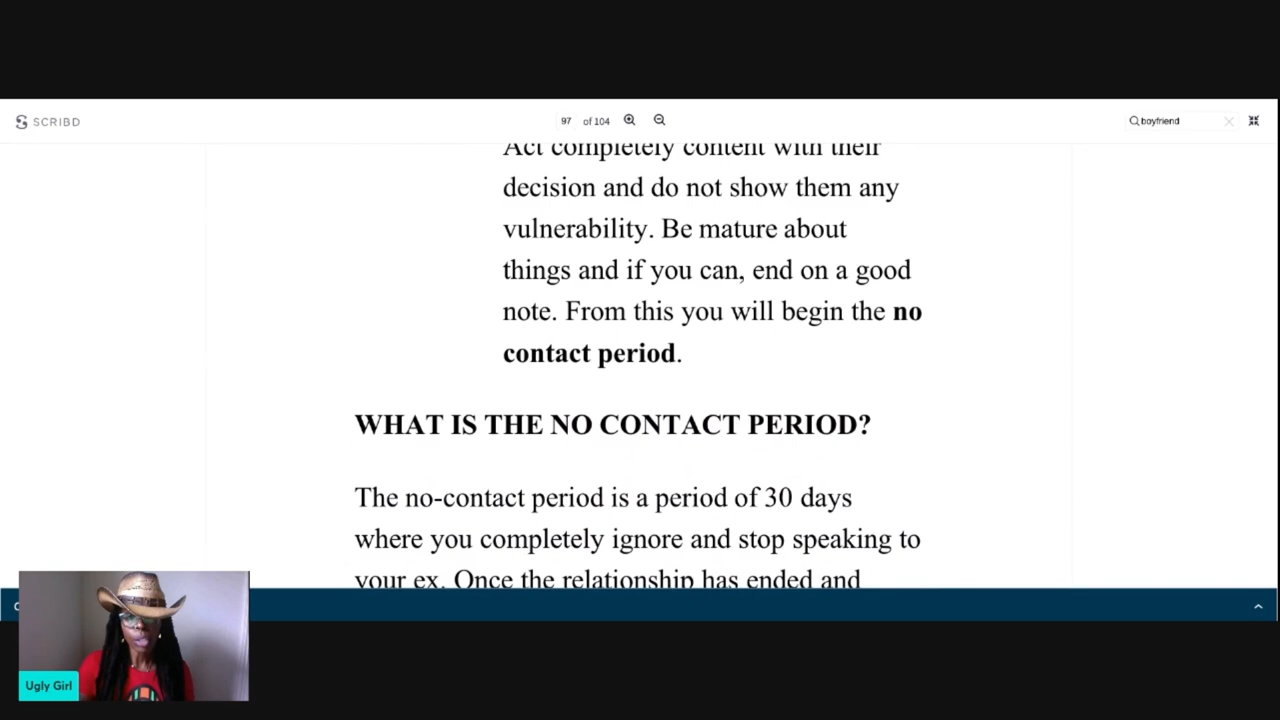 SCRIBD
97 of 104
boyfriend
Act completely content with their
decision and do not show them any
vulnerability. Be mature about
things and if you can, end on a good
note. From this you will begin the no
contact period.
WHAT IS THE NO CONTACT PERIOD?
The no-contact period is a period of 30 days
where you completely ignore and stop speaking to
your ex. Once the relationship has ended and
Ugly Girl